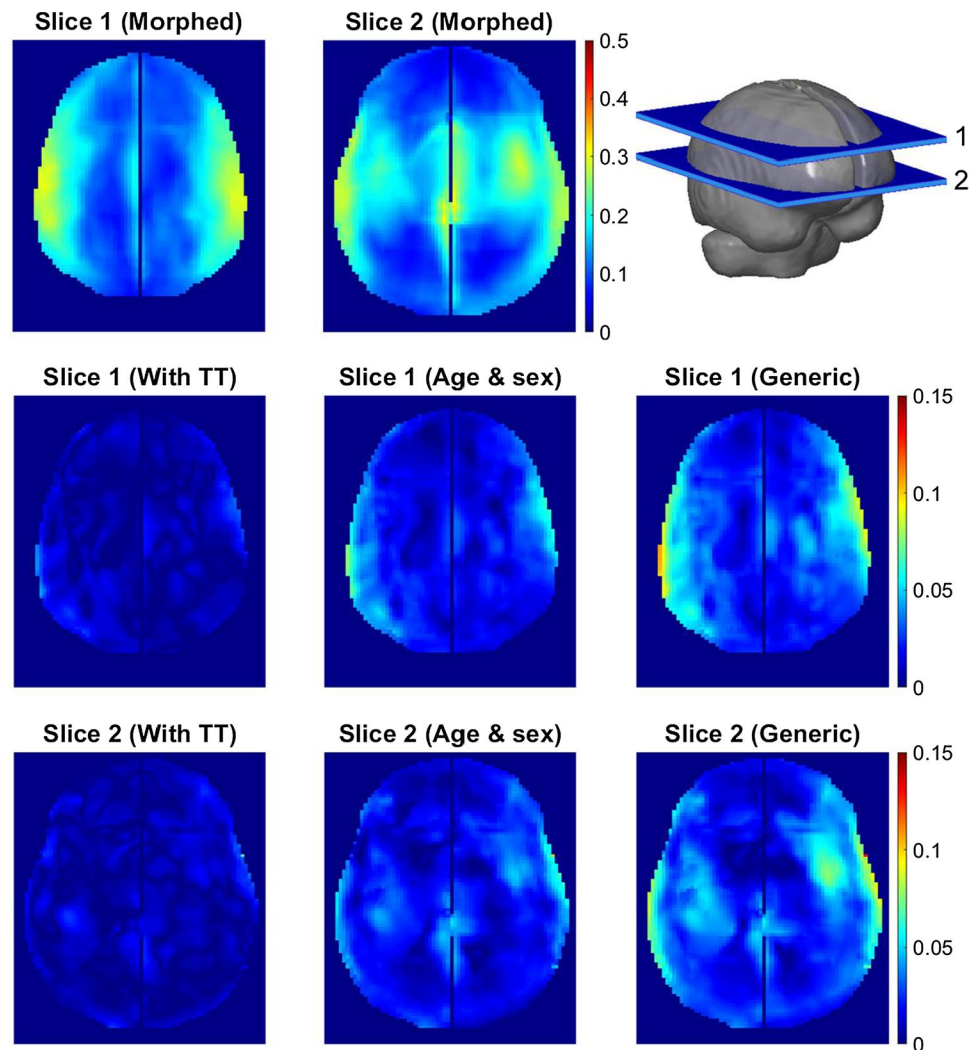 Slice 1 (Morphed)
Slice 2 (Morphed)
0.5
0.4
0.3
0.2
0.1
0
1
2
Slice 1 (With TT)
Slice 1 (Age & sex)
Slice 1 (Generic)
0.15
0.1
0.05
0
Slice 2 (With TT)
Slice 2 (Age & sex)
Slice 2 (Generic)
0.15
0.1
0.05
0